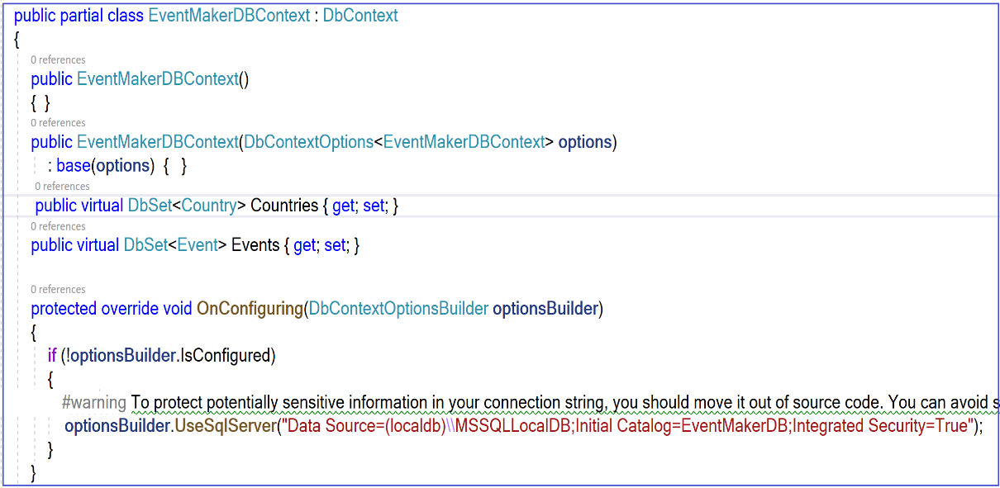 public partial class EventMakerDBContext : DbContext
{
0 references
public EventMakerDBContext()
{ }
0 references
public EventMakerDBContext(DbContextOptions<EventMakerDBContext> options)
: base(options) { }
0 references
public virtual DbSet<Country> Countries { get; set; }
0 references
public virtual DbSet<Event> Events { get; set; }
0 references
protected override void OnConfiguring(DbContextOptionsBuilder optionsBuilder)
{
if (!optionsBuilder.IsConfigured)
{
#warning To protect potentially sensitive information in your connection string, you should move it out of source code. You can avoid s
optionsBuilder.UseSqlServer("Data Source=(localdb)\\MSSQLLocalDB;Initial Catalog=EventMakerDB;Integrated Security=True");
}
}